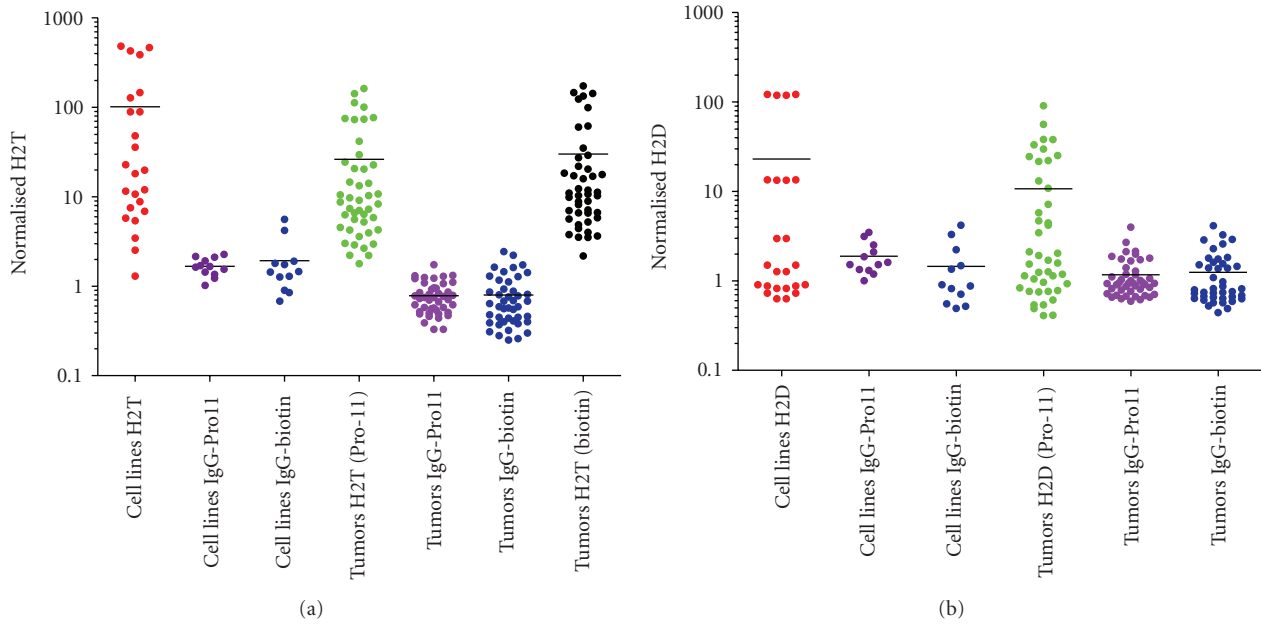 1000
100
10
1
0.1
Normalised H2T
Cell lines H2T
Cell lines IgG-Pro11
Cell lines IgG-biotin
Tumors H2T (Pro-11)
Tumors IgG-Pro11
Tumors IgG-biotin
Tumors H2T (biotin)
(a)
1000
100
10
1
0.1
Normalised H2D
Cell lines H2D
Cell lines IgG-Pro11
Cell lines IgG-biotin
Tumors H2D (Pro-11)
Tumors IgG-Pro11
Tumors IgG-biotin
(b)